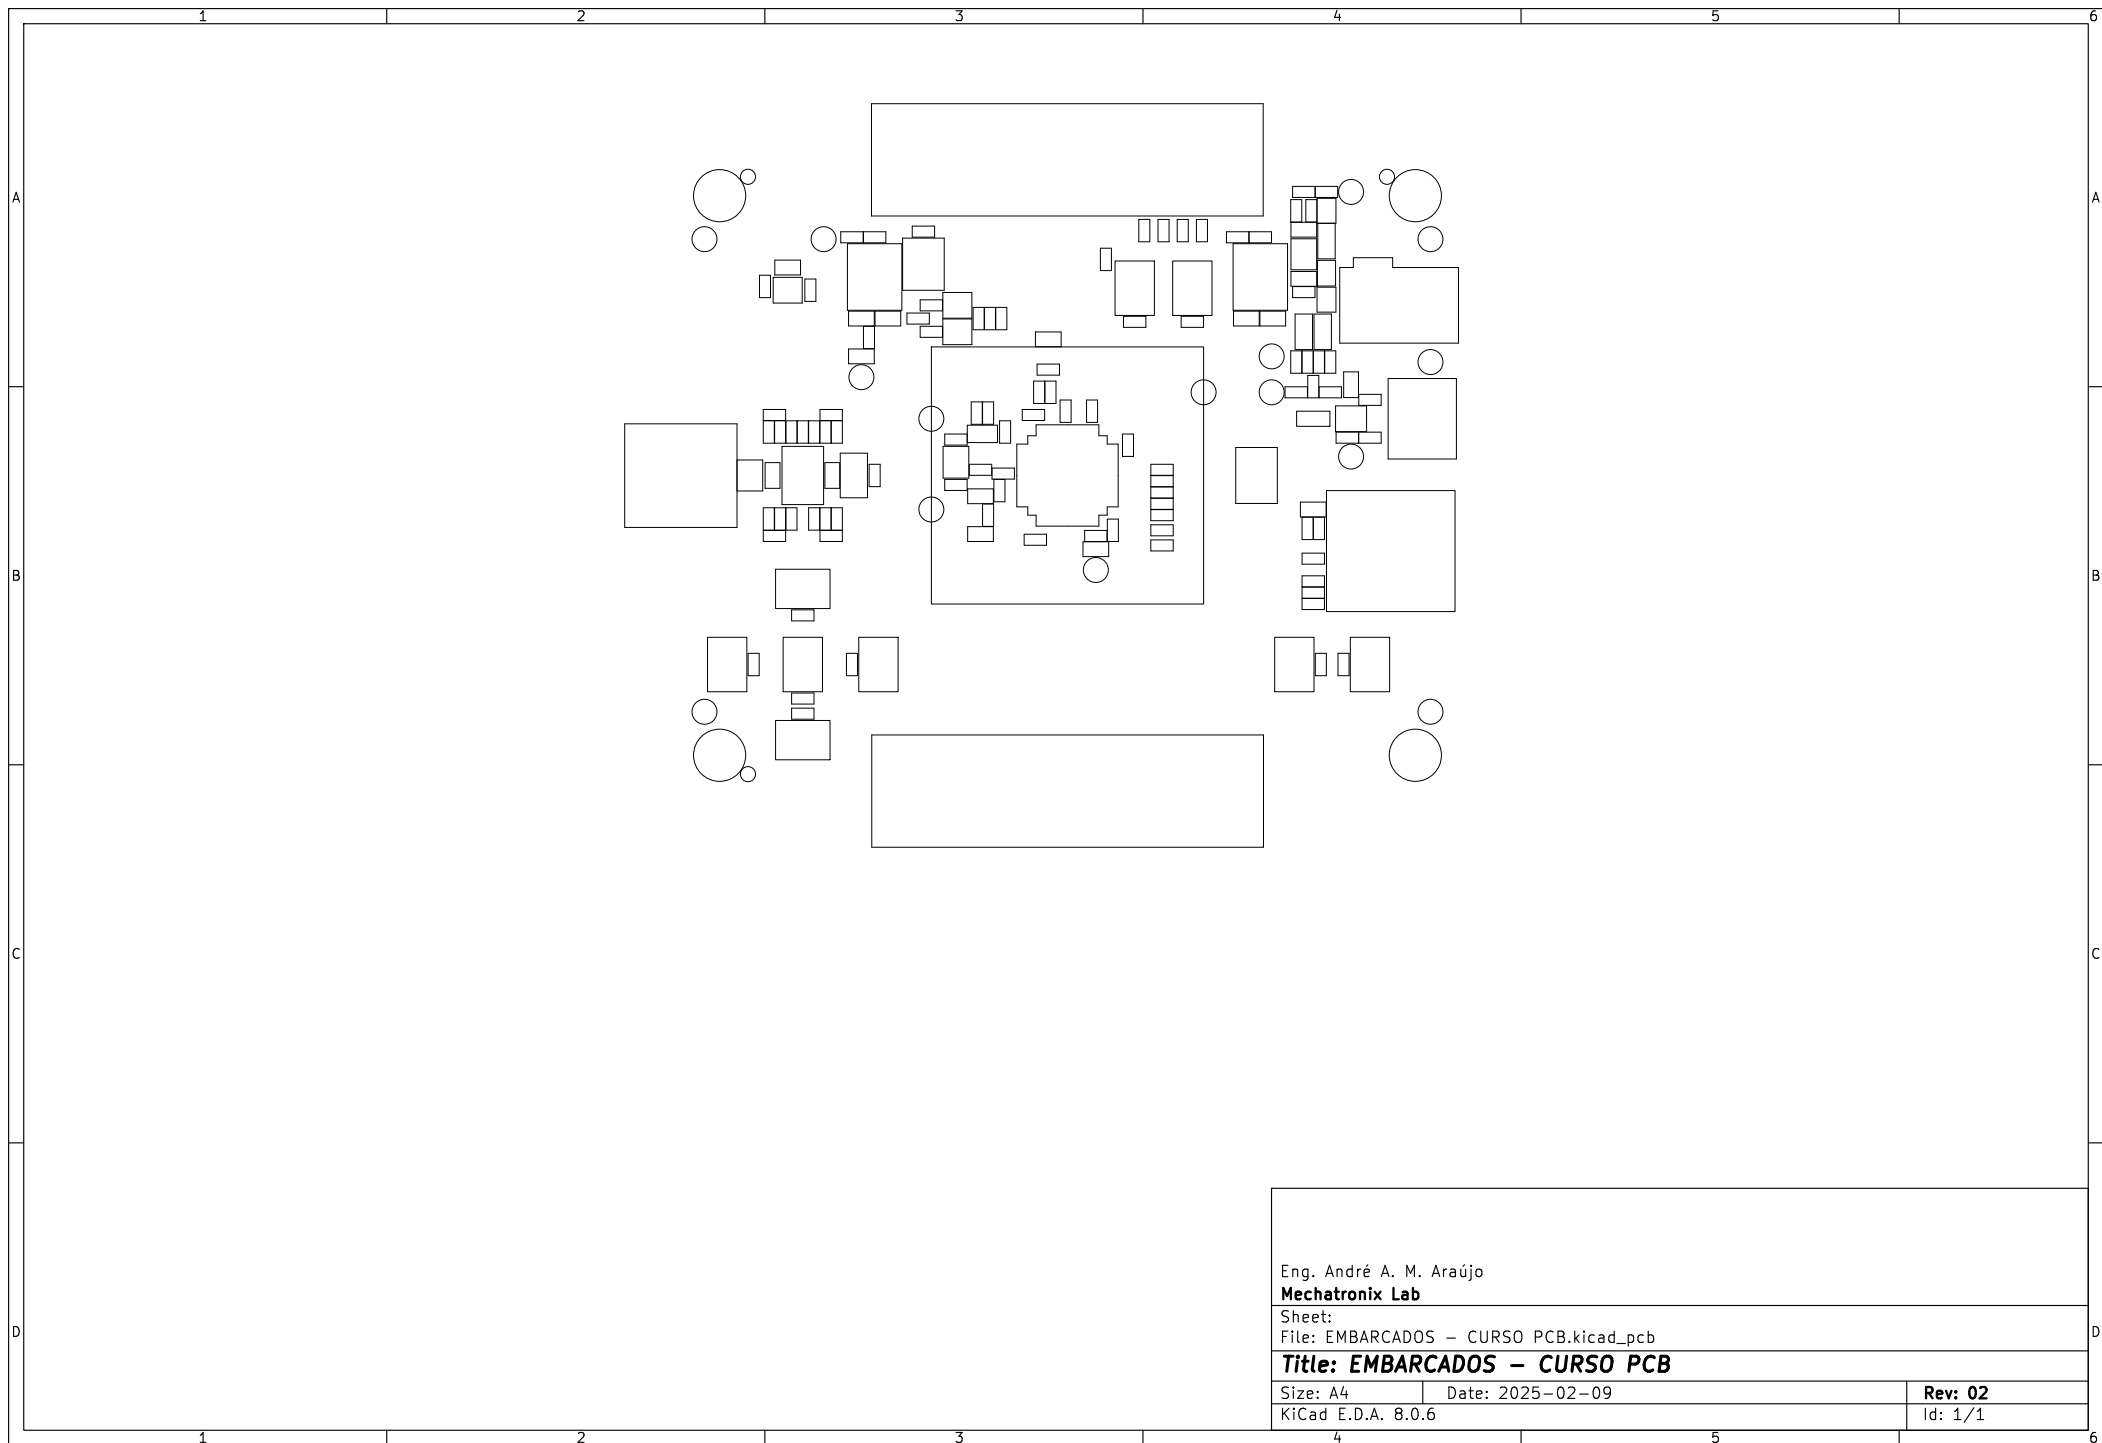 1 2 3 4 5 6
A A
B B
C C
Eng. André A. M. Araújo
Mechatronix Lab
Sheet:
D D
File: EMBARCADOS – CURSO PCB.kicad_pcb
Title: EMBARCADOS – CURSO PCB
Size: A4 Date: 2025-02-09 Rev: 02
KiCad E.D.A. 8.0.6 Id: 1/1
1 2 3 4 5 6